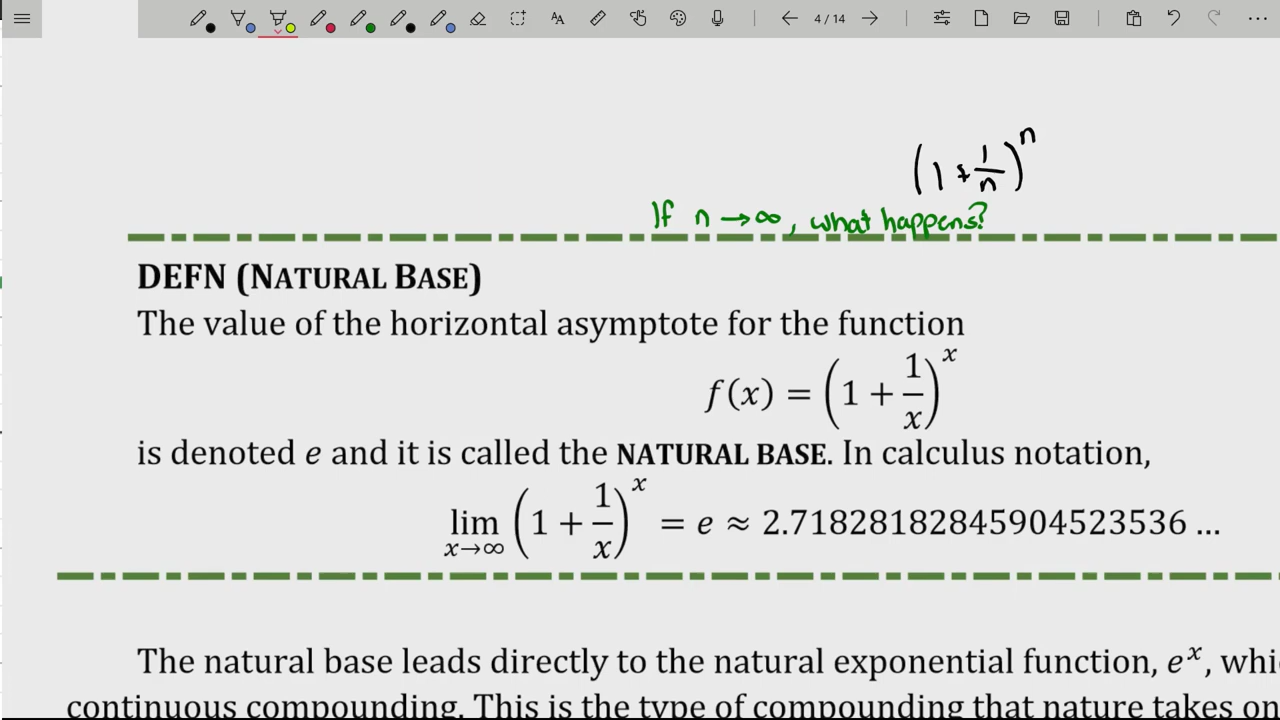 4 / 14
(1 + 1/n)^n
If n → ∞, what happens?
DEFN (NATURAL BASE)
The value of the horizontal asymptote for the function
f(x) = (1 + 1/x)^x
is denoted e and it is called the NATURAL BASE. In calculus notation,
lim x→∞ (1 + 1/x)^x = e ≈ 2.71828182845904523536 ...
The natural base leads directly to the natural exponential function, e^x, whi
continuous compounding. This is the type of compounding that nature takes on